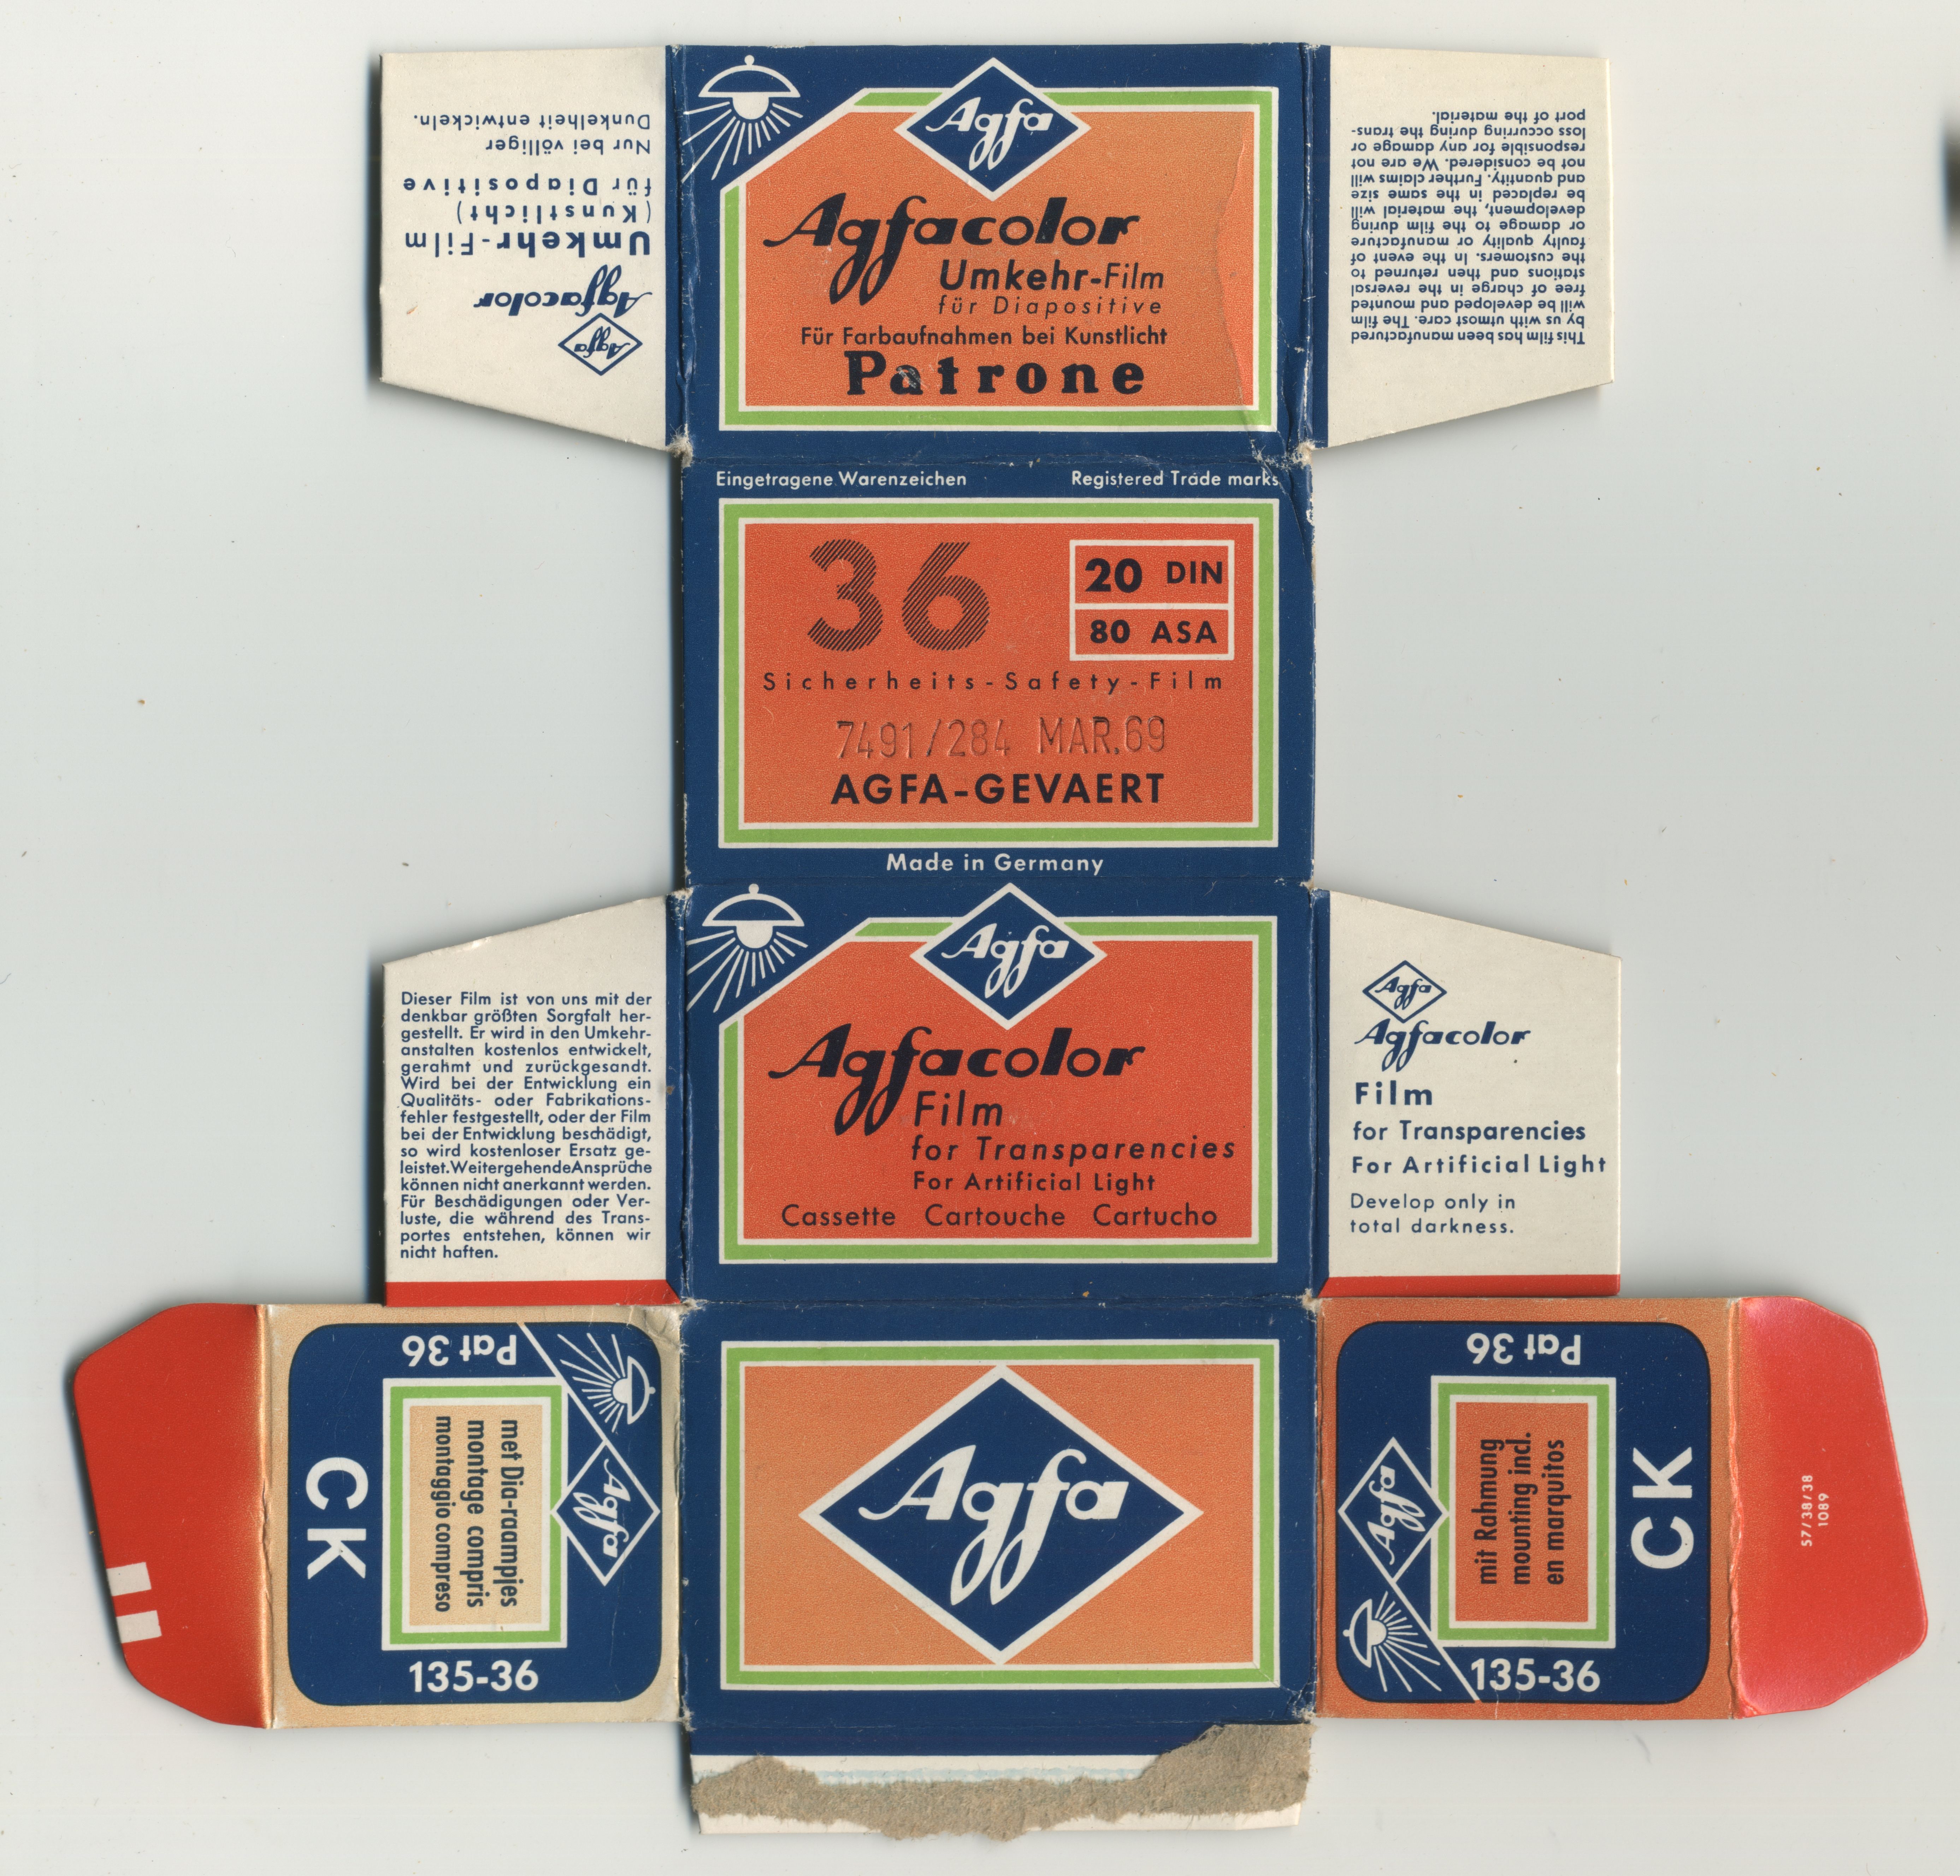 Agfa
Agfacolor
Umkehr-Film
(Kunstlicht)
für Diapositive
Nur bei völliger
Dunkelheit entwickeln.
Agfa
Agfacolor
Umkehr-Film
für Diapositive
Für Farbaufnahmen bei Kunstlicht
Patrone
This film has been manufactured
by us with utmost care. The film
will be developed and mounted
free of charge in the reversal
stations and then returned to
the customers. In the event of
faulty quality or manufacture
or damage to the film during
development, the material will
be replaced in the same size
and quantity. Further claims will
not be considered. We are not
responsible for any damage or
loss occurring during the trans-
port of the material.
Eingetragene Warenzeichen Registered Trade marks
36
20 DIN
80 ASA
Sicherheits-Safety-Film
7491/284 MAR.69
AGFA-GEVAERT
Made in Germany
Dieser Film ist von uns mit der
denkbar größten Sorgfalt her-
gestellt. Er wird in den Umkehr-
anstalten kostenlos entwickelt,
gerahmt und zurückgesandt.
Wird bei der Entwicklung ein
Qualitäts- oder Fabrikations-
fehler festgestellt, oder der Film
bei der Entwicklung beschädigt,
so wird kostenloser Ersatz ge-
leistet. Weitergehende Ansprüche
können nicht anerkannt werden.
Für Beschädigungen oder Ver-
luste, die während des Trans-
portes entstehen, können wir
nicht haften.
Agfa
Agfacolor
Film
for Transparencies
For Artificial Light
Cassette Cartouche Cartucho
Agfa
Agfacolor
Film
for Transparencies
For Artificial Light
Develop only in
total darkness.
Pat 36
CK
met Dia-raampjes
montage compris
montaggio compreso
Agfa
135-36
Agfa
Pat 36
Agfa
mit Rahmung
mounting incl.
en marquitos
CK
135-36
57/38/38
1089